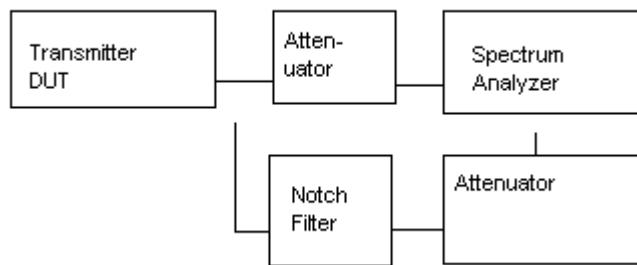 Transmitter
DUT
Atten-
uator
Spectrum
Analyzer
Notch
Filter
Attenuator